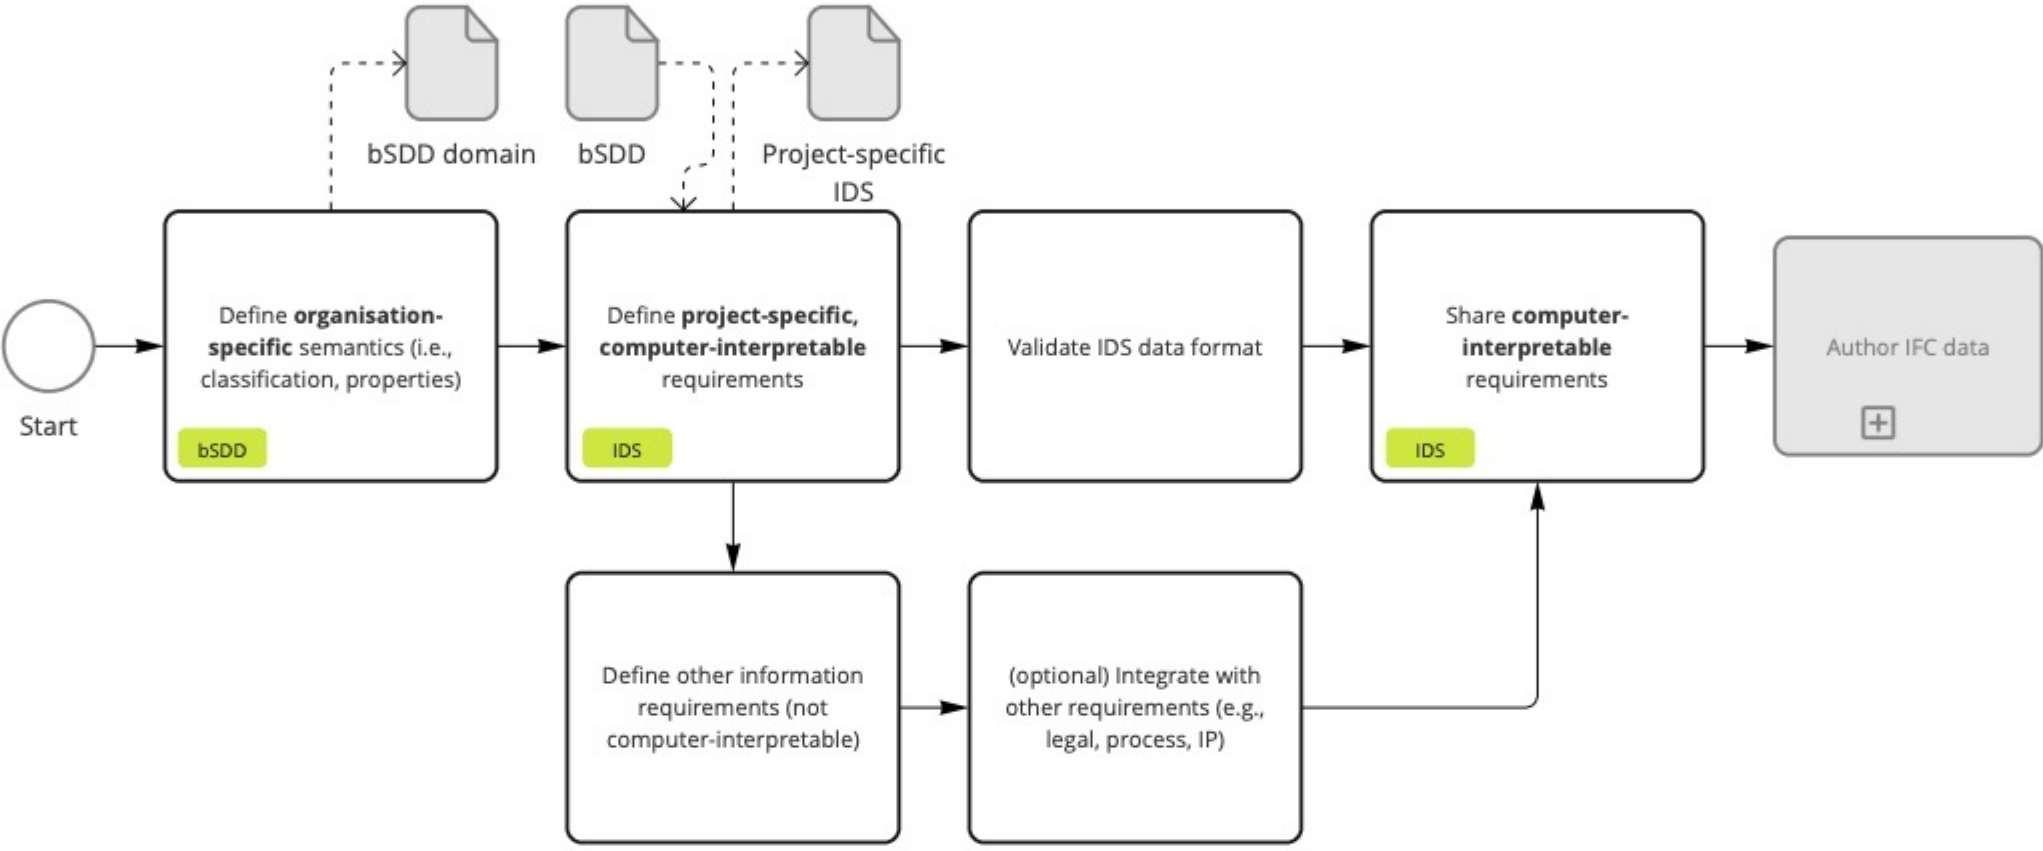 bSDD domain
bSDD
Project-specific
IDS
Start
Define organisation-
specific semantics (i.e.,
classification, properties)
bSDD
Define project-specific,
computer-interpretable
requirements
IDS
Validate IDS data format
Share computer-
interpretable
requirements
IDS
Author IFC data
Define other information
requirements (not
computer-interpretable)
(optional) Integrate with
other requirements (e.g.,
legal, process, IP)